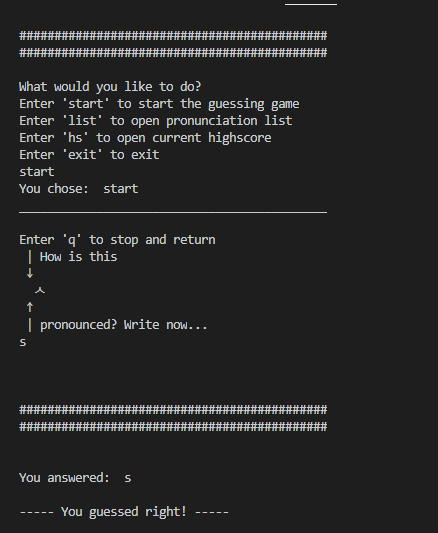 ############################################
############################################
What would you like to do?
Enter 'start' to start the guessing game
Enter 'list' to open pronunciation list
Enter 'hs' to open current highscore
Enter 'exit' to exit
start
You chose:  start
____________________________________________
Enter 'q' to stop and return
| How is this
↓
ㅅ
↑
| pronounced? Write now...
s
############################################
############################################
You answered:  s
----- You guessed right! -----